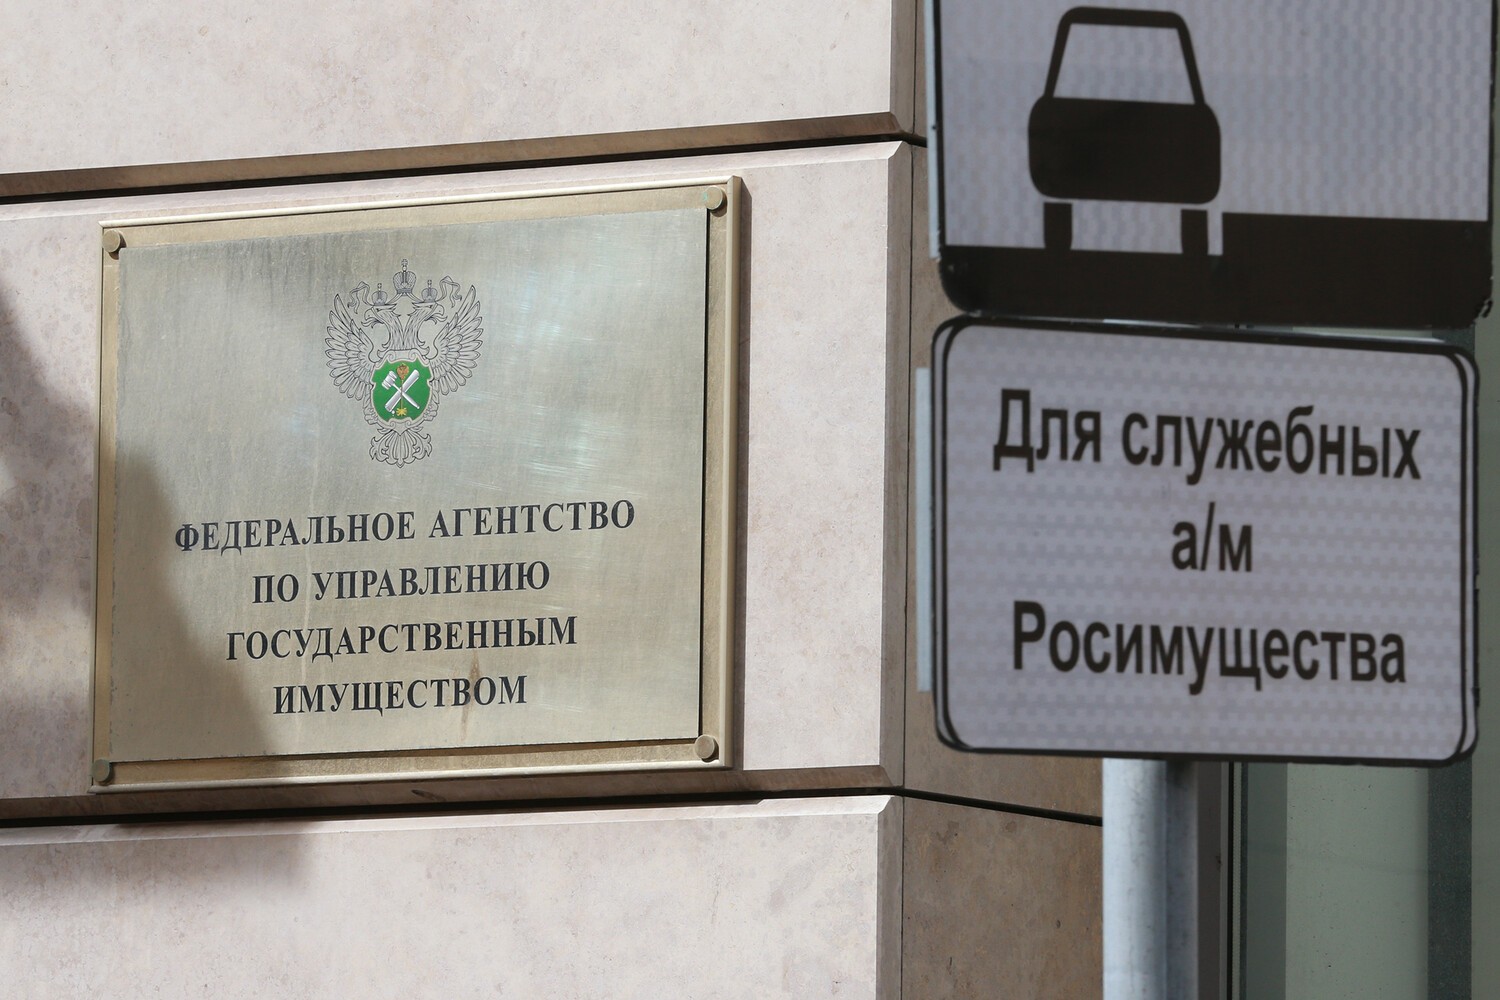 ФЕДЕРАЛЬНОЕ АГЕНТСТВО
ПО УПРАВЛЕНИЮ
ГОСУДАРСТВЕННЫМ
ИМУЩЕСТВОМ
Для служебных
а/м
Росимущества